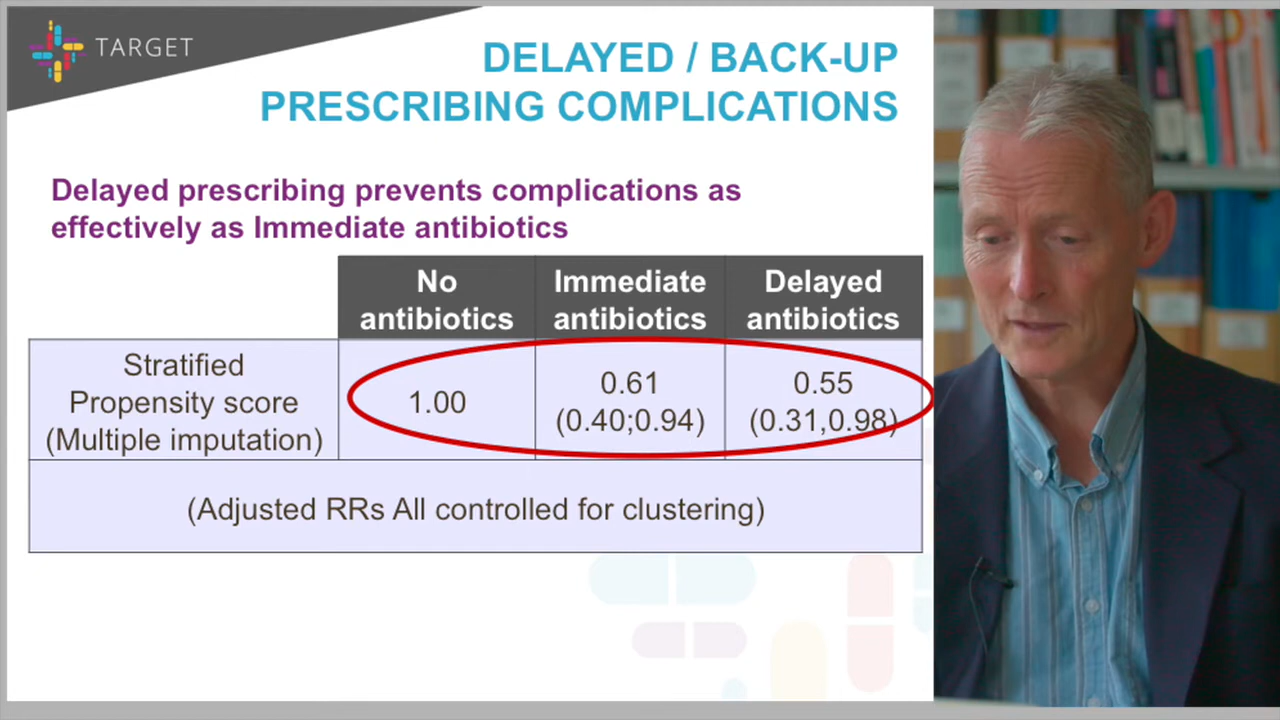 TARGET
DELAYED / BACK-UP
PRESCRIBING COMPLICATIONS
Delayed prescribing prevents complications as
effectively as Immediate antibiotics
No
antibiotics
Immediate
antibiotics
Delayed
antibiotics
Stratified
Propensity score
(Multiple imputation)
1.00
0.61
(0.40;0.94)
0.55
(0.31,0.98)
(Adjusted RRs All controlled for clustering)